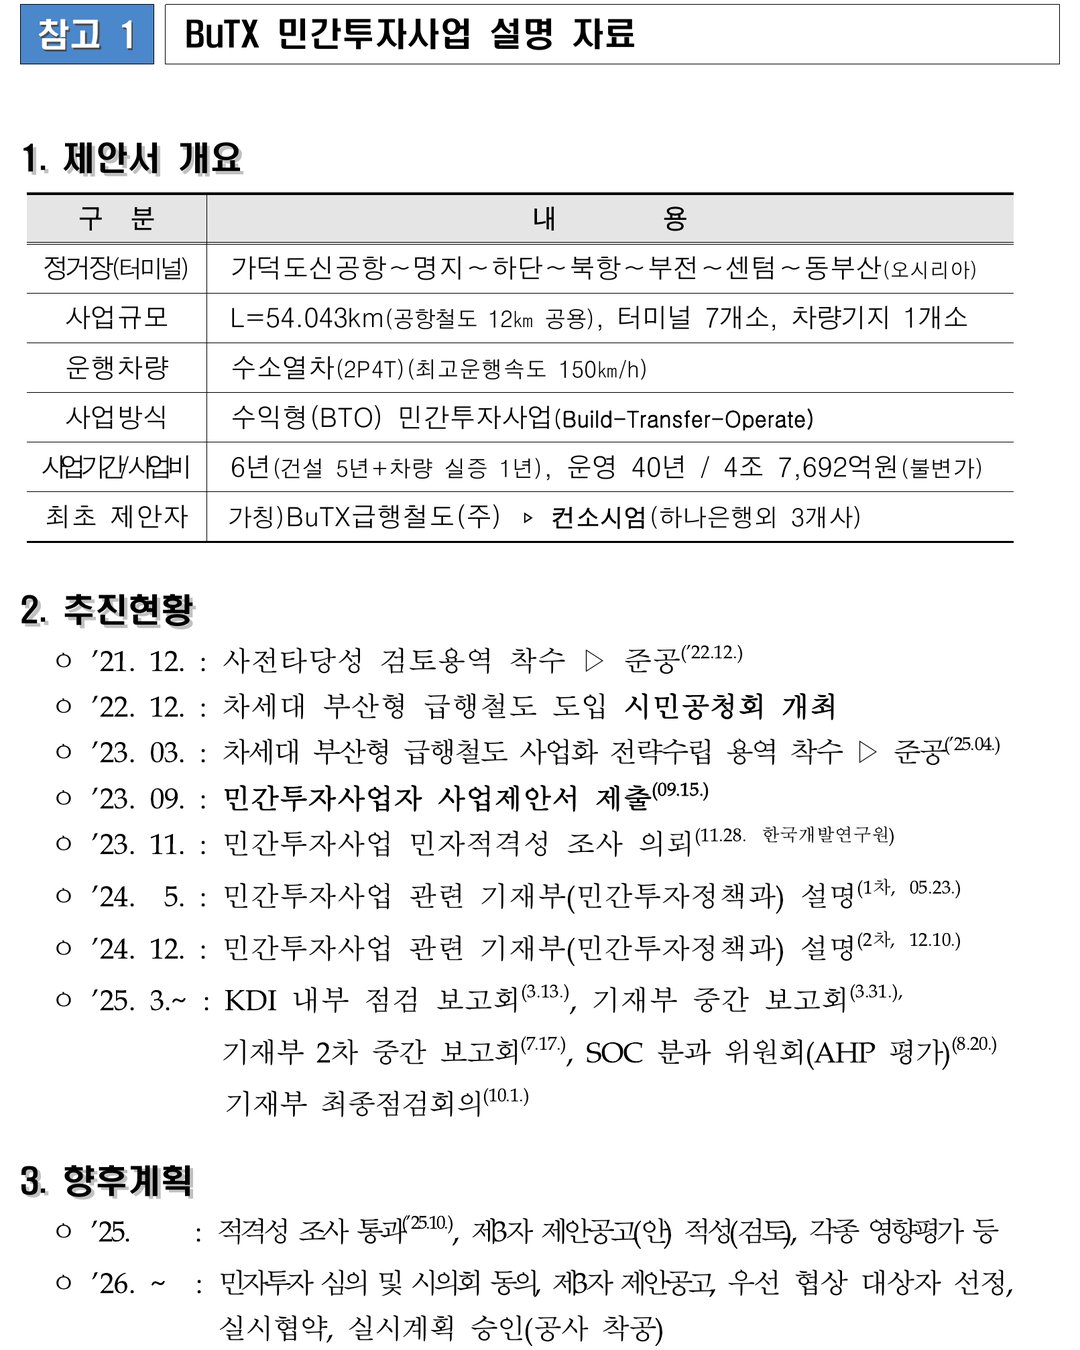 참고 1 BuTX 민간투자사업 설명 자료
1. 제안서 개요
구 분 내 용
정거장(터미널) 가덕도신공항~명지~하단~북항~부전~센텀~동부산(오시리아)
사업규모 L=54.043km(공항철도 12㎞ 공용), 터미널 7개소, 차량기지 1개소
운행차량 수소열차(2P4T)(최고운행속도 150㎞/h)
사업방식 수익형(BTO) 민간투자사업(Build-Transfer-Operate)
사업기간/사업비 6년(건설 5년+차량 실증 1년), 운영 40년 / 4조 7,692억원(불변가)
최초 제안자 가칭)BuTX급행철도(주) ▹ 컨소시엄(하나은행외 3개사)
2. 추진현황
ㅇ ′21. 12. : 사전타당성 검토용역 착수 ▷ 준공(′22.12.)
ㅇ ′22. 12. : 차세대 부산형 급행철도 도입 시민공청회 개최
ㅇ ′23. 03. : 차세대 부산형 급행철도 사업화 전략수립 용역 착수 ▷ 준공(′25.04.)
ㅇ ′23. 09. : 민간투자사업자 사업제안서 제출(09.15.)
ㅇ ′23. 11. : 민간투자사업 민자적격성 조사 의뢰(11.28. 한국개발연구원)
ㅇ ′24. 5. : 민간투자사업 관련 기재부(민간투자정책과) 설명(1차, 05.23.)
ㅇ ′24. 12. : 민간투자사업 관련 기재부(민간투자정책과) 설명(2차, 12.10.)
ㅇ ′25. 3.~ : KDI 내부 점검 보고회(3.13.), 기재부 중간 보고회(3.31.),
기재부 2차 중간 보고회(7.17.), SOC 분과 위원회(AHP 평가)(8.20.)
기재부 최종점검회의(10.1.)
3. 향후계획
ㅇ ′25. : 적격성 조사 통과(′25.10.), 제3자 제안공고(안) 적성(검토), 각종 영향평가 등
ㅇ ′26. ~ : 민자투자 심의 및 시의회 동의, 제3자 제안공고, 우선 협상 대상자 선정,
실시협약, 실시계획 승인(공사 착공)